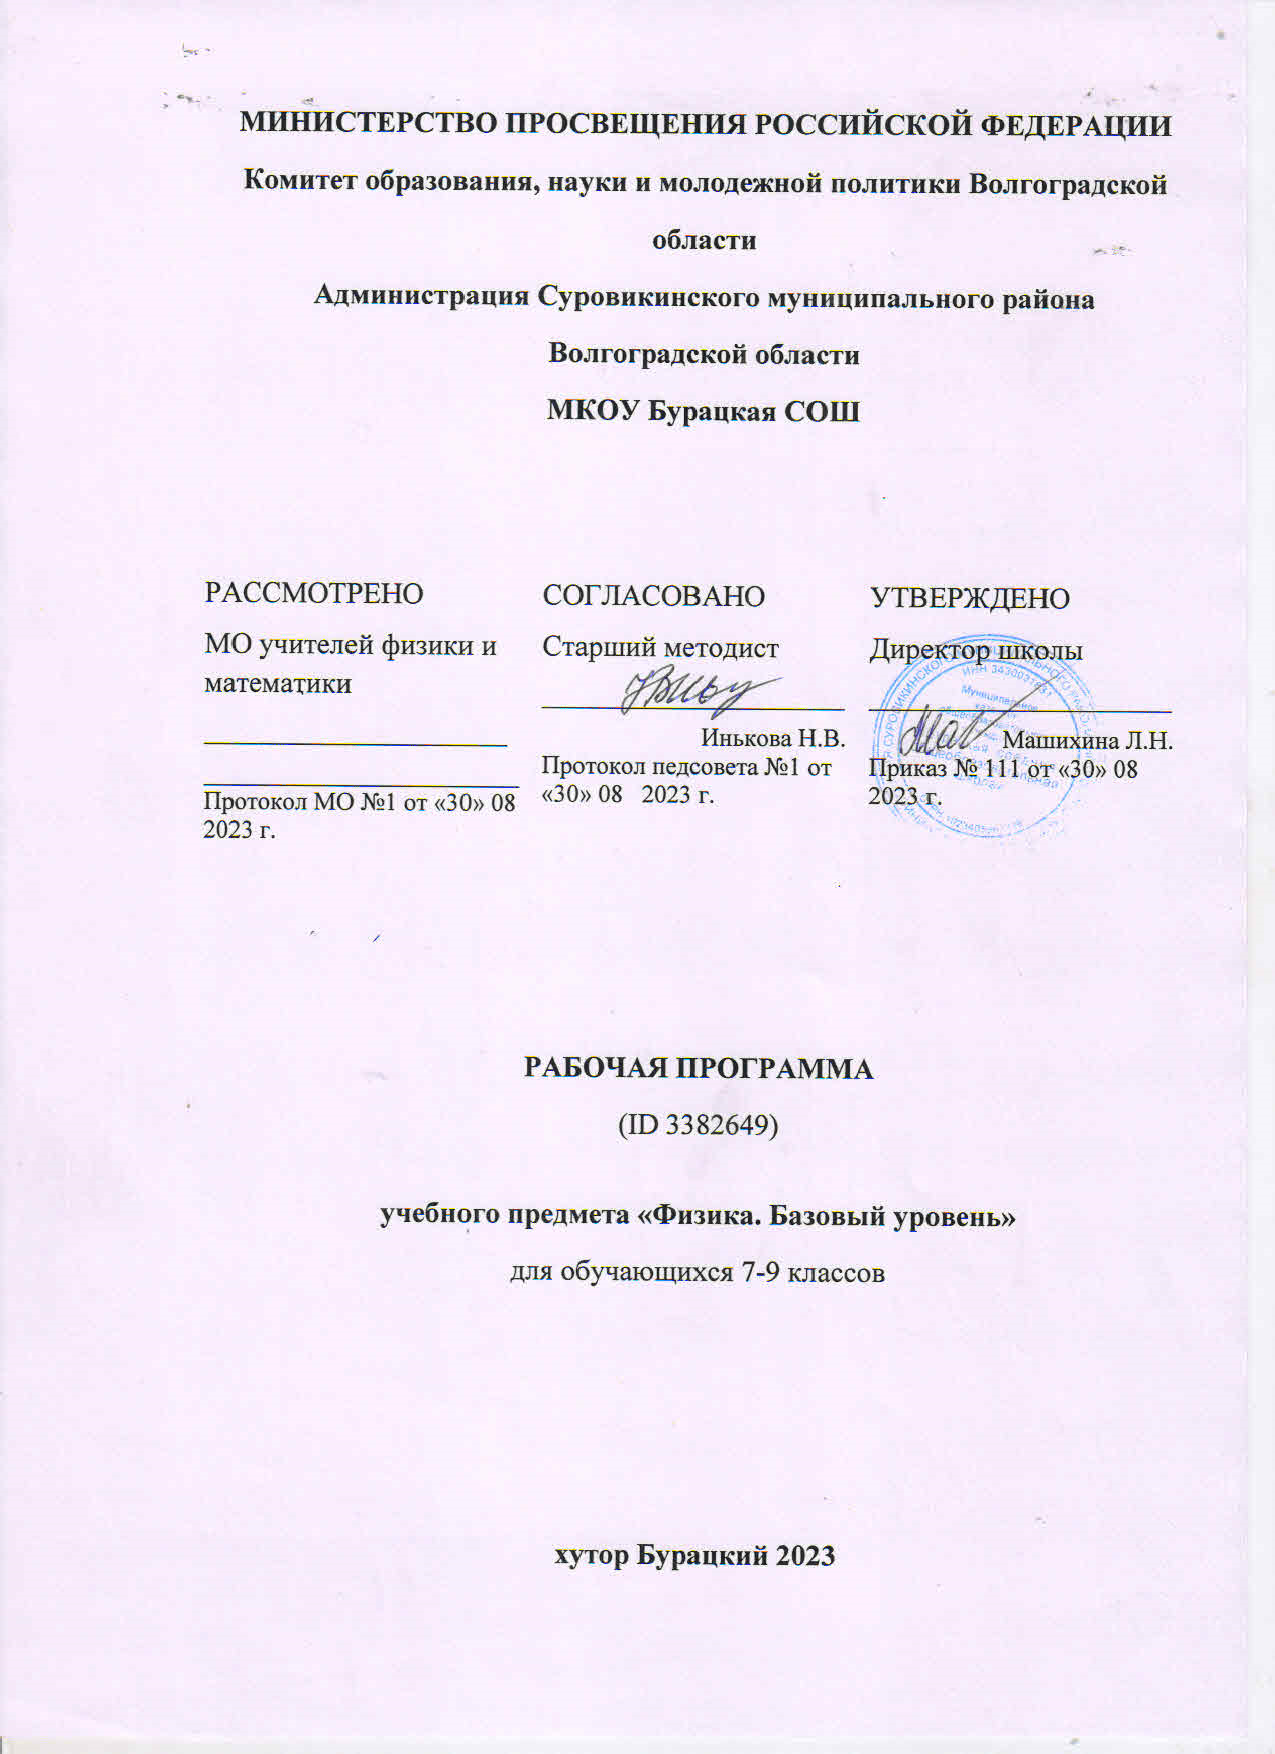 МИНИСТЕРСТВО ПРОСВЕЩЕНИЯ РОССИЙСКОЙ ФЕДЕРАЦИИ
Комитет образования, науки и молодежной политики Волгоградской
области
Администрация Суровикинского муниципального района
Волгоградской области
МКОУ Бурацкая СОШ
РАССМОТРЕНО
МО учителей физики и
математики
Протокол МО №1 от «30» 08
2023 г.
СОГЛАСОВАНО
Старший методист
Инькова Н.В.
Протокол педсовета №1 от
«30» 08 2023 г.
УТВЕРЖДЕНО
Директор школы
Машихина Л.Н.
Приказ № 111 от «30» 08
2023 г.
РАБОЧАЯ ПРОГРАММА
(ID 3382649)
учебного предмета «Физика. Базовый уровень»
для обучающихся 7-9 классов
хутор Бурацкий 2023